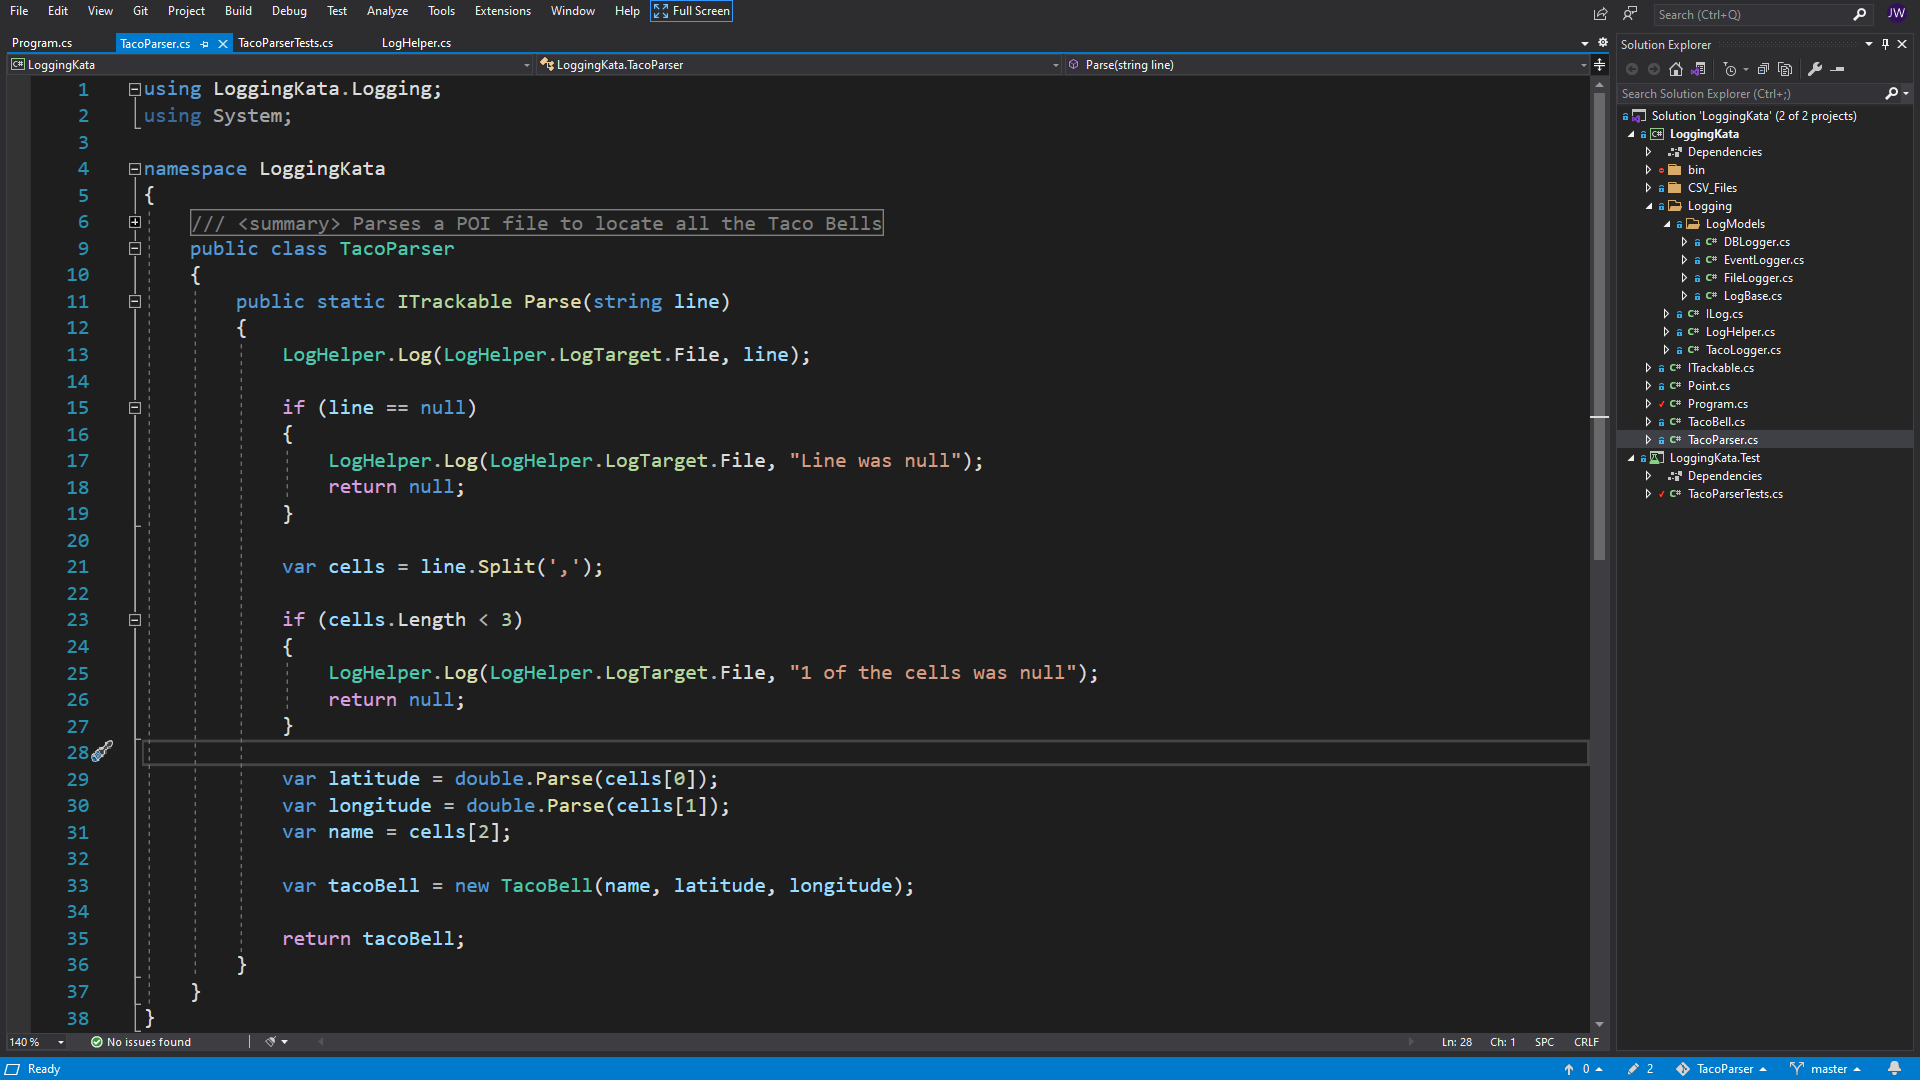 File Edit View Git Project Build Debug Test Analyze Tools Extensions Window Help Full Screen Search (Ctrl+Q) JW
Program.cs TacoParser.cs TacoParserTests.cs LogHelper.cs
LoggingKata LoggingKata.TacoParser Parse(string line)
1 using LoggingKata.Logging;
2 using System;
3
4 namespace LoggingKata
5 {
6 /// <summary> Parses a POI file to locate all the Taco Bells
9 public class TacoParser
10 {
11 public static ITrackable Parse(string line)
12 {
13 LogHelper.Log(LogHelper.LogTarget.File, line);
14
15 if (line == null)
16 {
17 LogHelper.Log(LogHelper.LogTarget.File, "Line was null");
18 return null;
19 }
20
21 var cells = line.Split(',');
22
23 if (cells.Length < 3)
24 {
25 LogHelper.Log(LogHelper.LogTarget.File, "1 of the cells was null");
26 return null;
27 }
28
29 var latitude = double.Parse(cells[0]);
30 var longitude = double.Parse(cells[1]);
31 var name = cells[2];
32
33 var tacoBell = new TacoBell(name, latitude, longitude);
34
35 return tacoBell;
36 }
37 }
38 }
140 % No issues found Ln: 28 Ch: 1 SPC CRLF
Solution Explorer
Search Solution Explorer (Ctrl+;)
Solution 'LoggingKata' (2 of 2 projects)
C# LoggingKata
Dependencies
bin
CSV_Files
Logging
LogModels
C# DBLogger.cs
C# EventLogger.cs
C# FileLogger.cs
C# LogBase.cs
C# ILog.cs
C# LogHelper.cs
C# TacoLogger.cs
C# ITrackable.cs
C# Point.cs
C# Program.cs
C# TacoBell.cs
C# TacoParser.cs
LoggingKata.Test
Dependencies
C# TacoParserTests.cs
Ready 0 2 TacoParser master